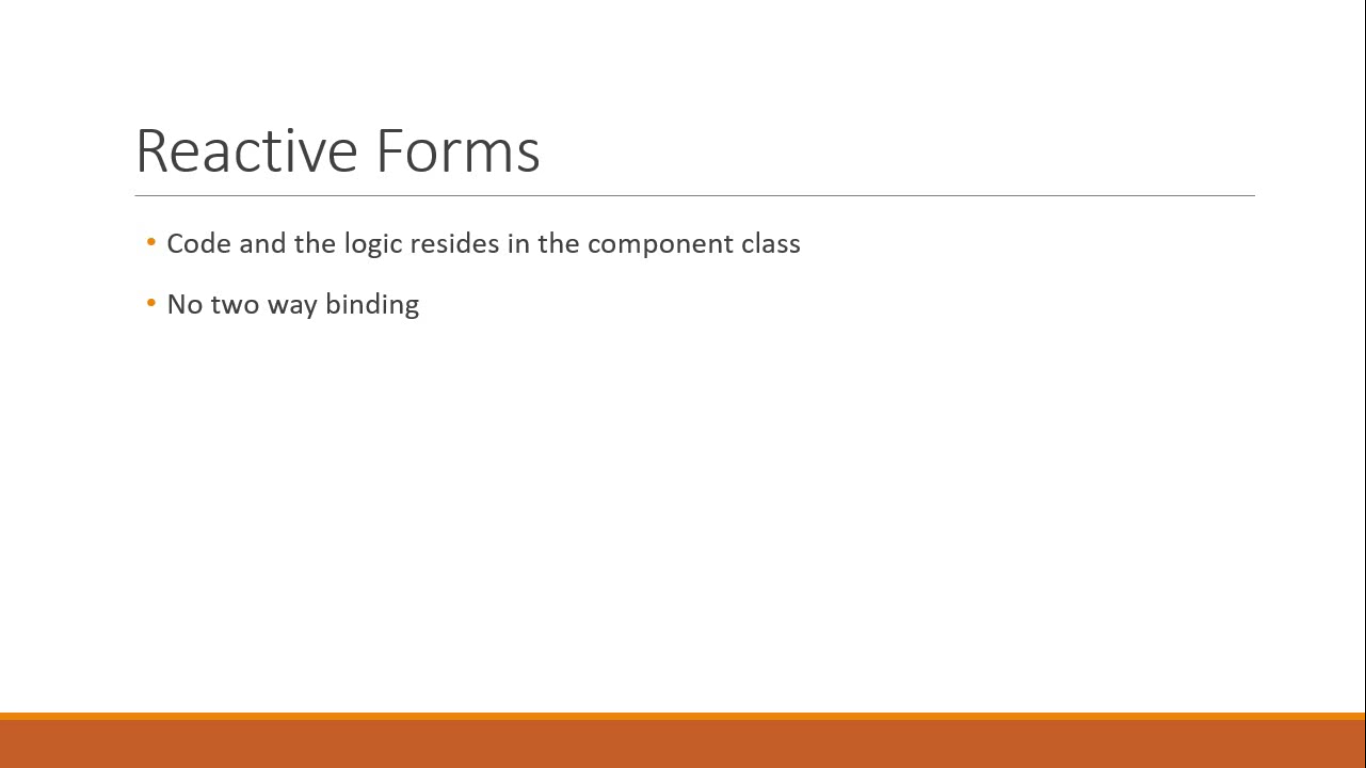 Reactive Forms
• Code and the logic resides in the component class
• No two way binding